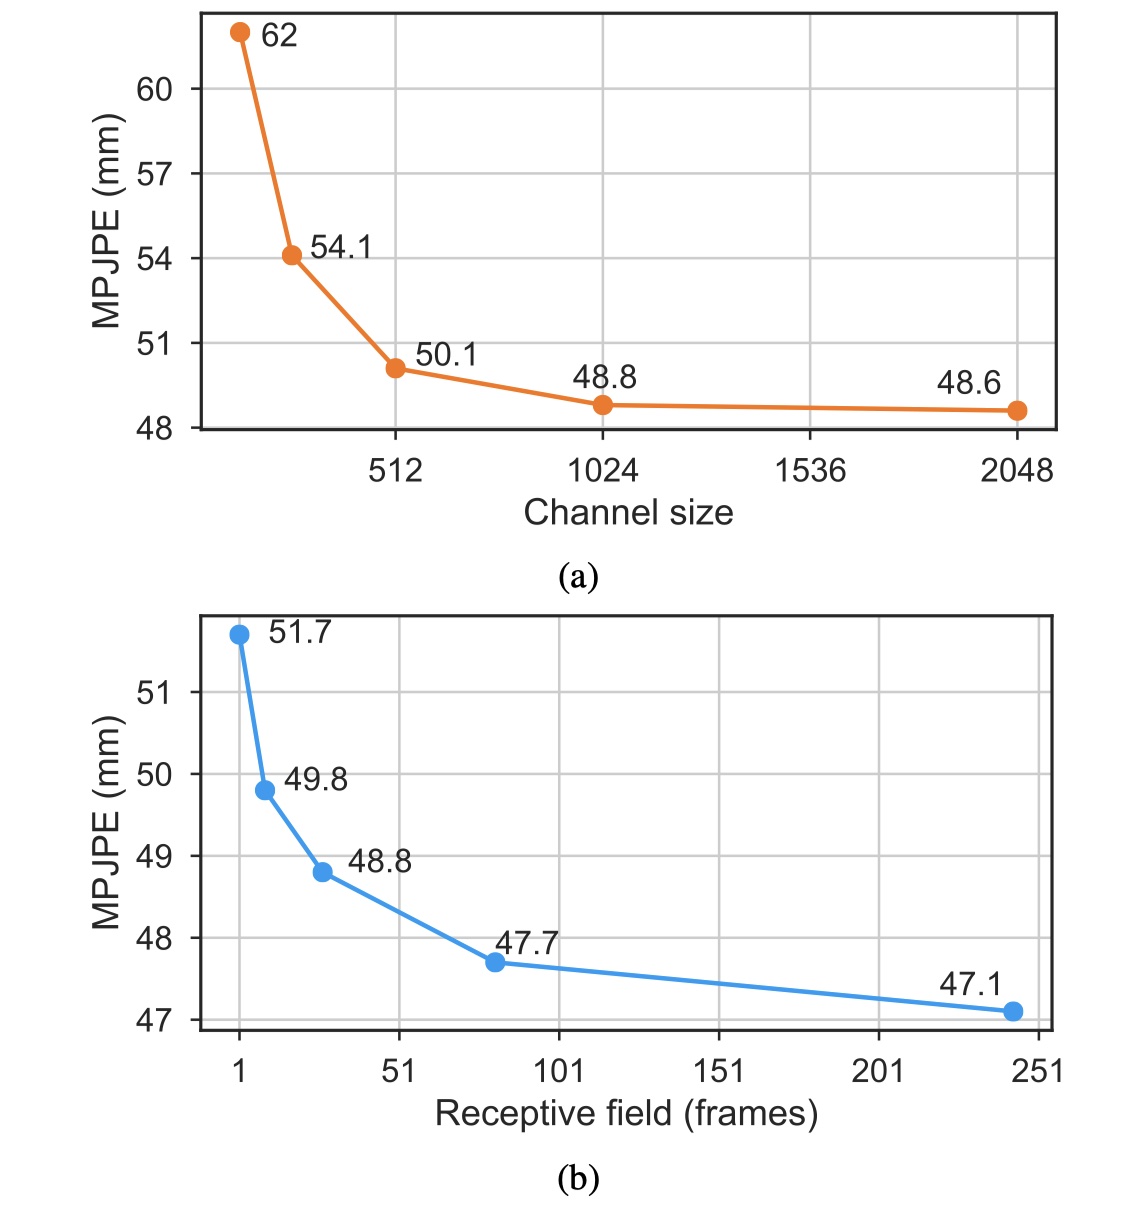 62
60
MPJPE (mm)
57
54.1
54
51
50.1
48.8
48.6
48
512 1024 1536 2048
Channel size
(a)
51.7
51
MPJPE (mm)
50
49.8
49
48.8
48
47.7
47.1
47
1 51 101 151 201 251
Receptive field (frames)
(b)